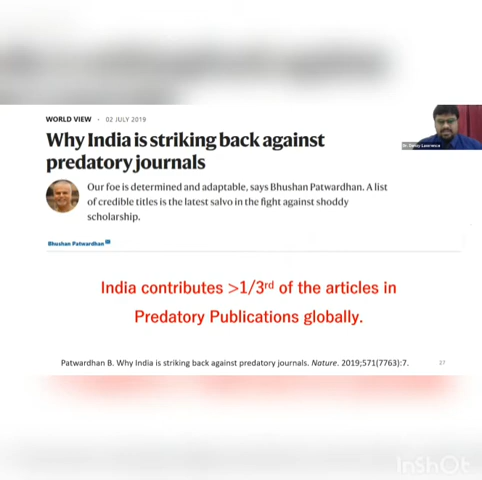 WORLD VIEW · 02 JULY 2019
Why India is striking back against
predatory journals
Our foe is determined and adaptable, says Bhushan Patwardhan. A list
of credible titles is the latest salvo in the fight against shoddy
scholarship.
Bhushan Patwardhan
India contributes >1/3rd of the articles in
Predatory Publications globally.
Patwardhan B. Why India is striking back against predatory journals. Nature. 2019;571(7763):7.
27
InShOt